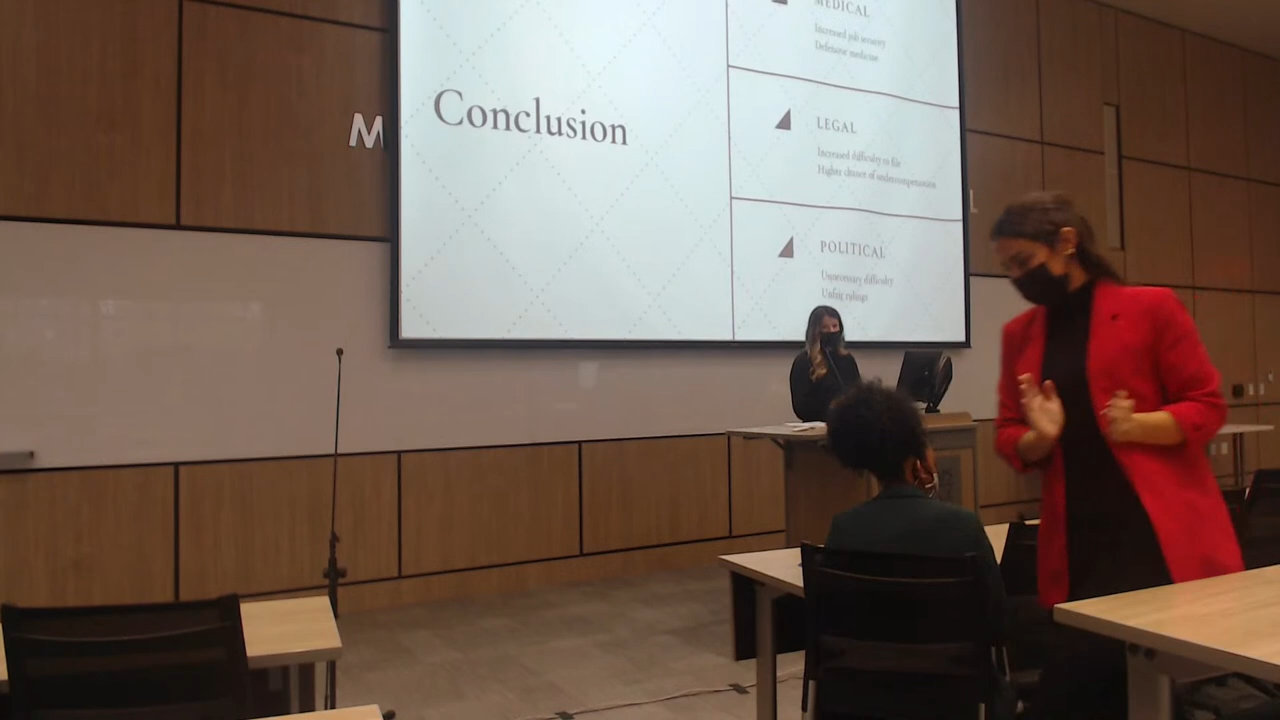 M
Conclusion
MEDICAL
Increased job security
Defensive medicine
LEGAL
Increased difficulty to file
Higher chance of undercompensation
POLITICAL
Unnecessary difficulty
Unfair rulings
L